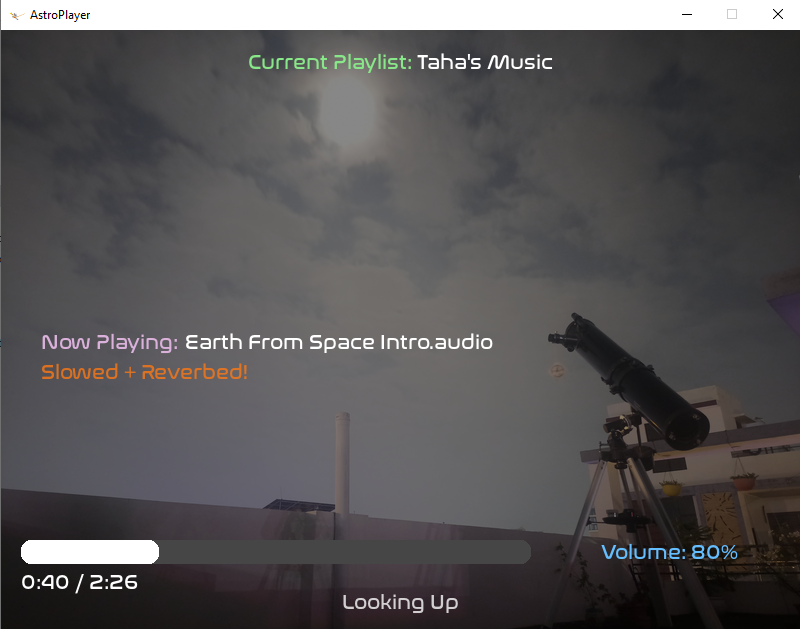 AstroPlayer
Current Playlist: Taha's Music
Now Playing: Earth From Space Intro.audio
Slowed + Reverbed!
Volume: 80%
0:40 / 2:26
Looking Up